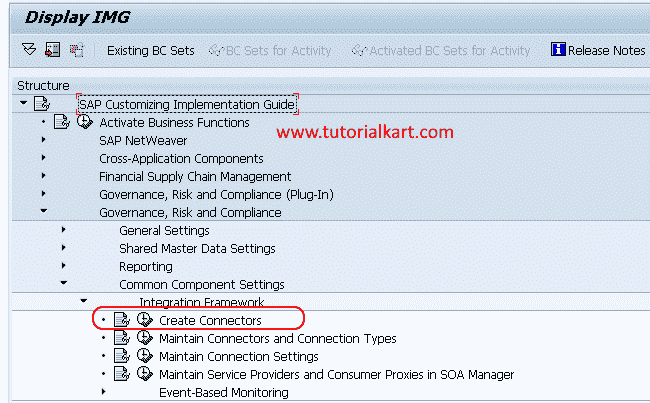 Display IMG
Existing BC Sets BC Sets for Activity Activated BC Sets for Activity Release Notes
Structure
SAP Customizing Implementation Guide
Activate Business Functions
www.tutorialkart.com
SAP NetWeaver
Cross-Application Components
Financial Supply Chain Management
Governance, Risk and Compliance (Plug-In)
Governance, Risk and Compliance
General Settings
Shared Master Data Settings
Reporting
Common Component Settings
Integration Framework
Create Connectors
Maintain Connectors and Connection Types
Maintain Connection Settings
Maintain Service Providers and Consumer Proxies in SOA Manager
Event-Based Monitoring